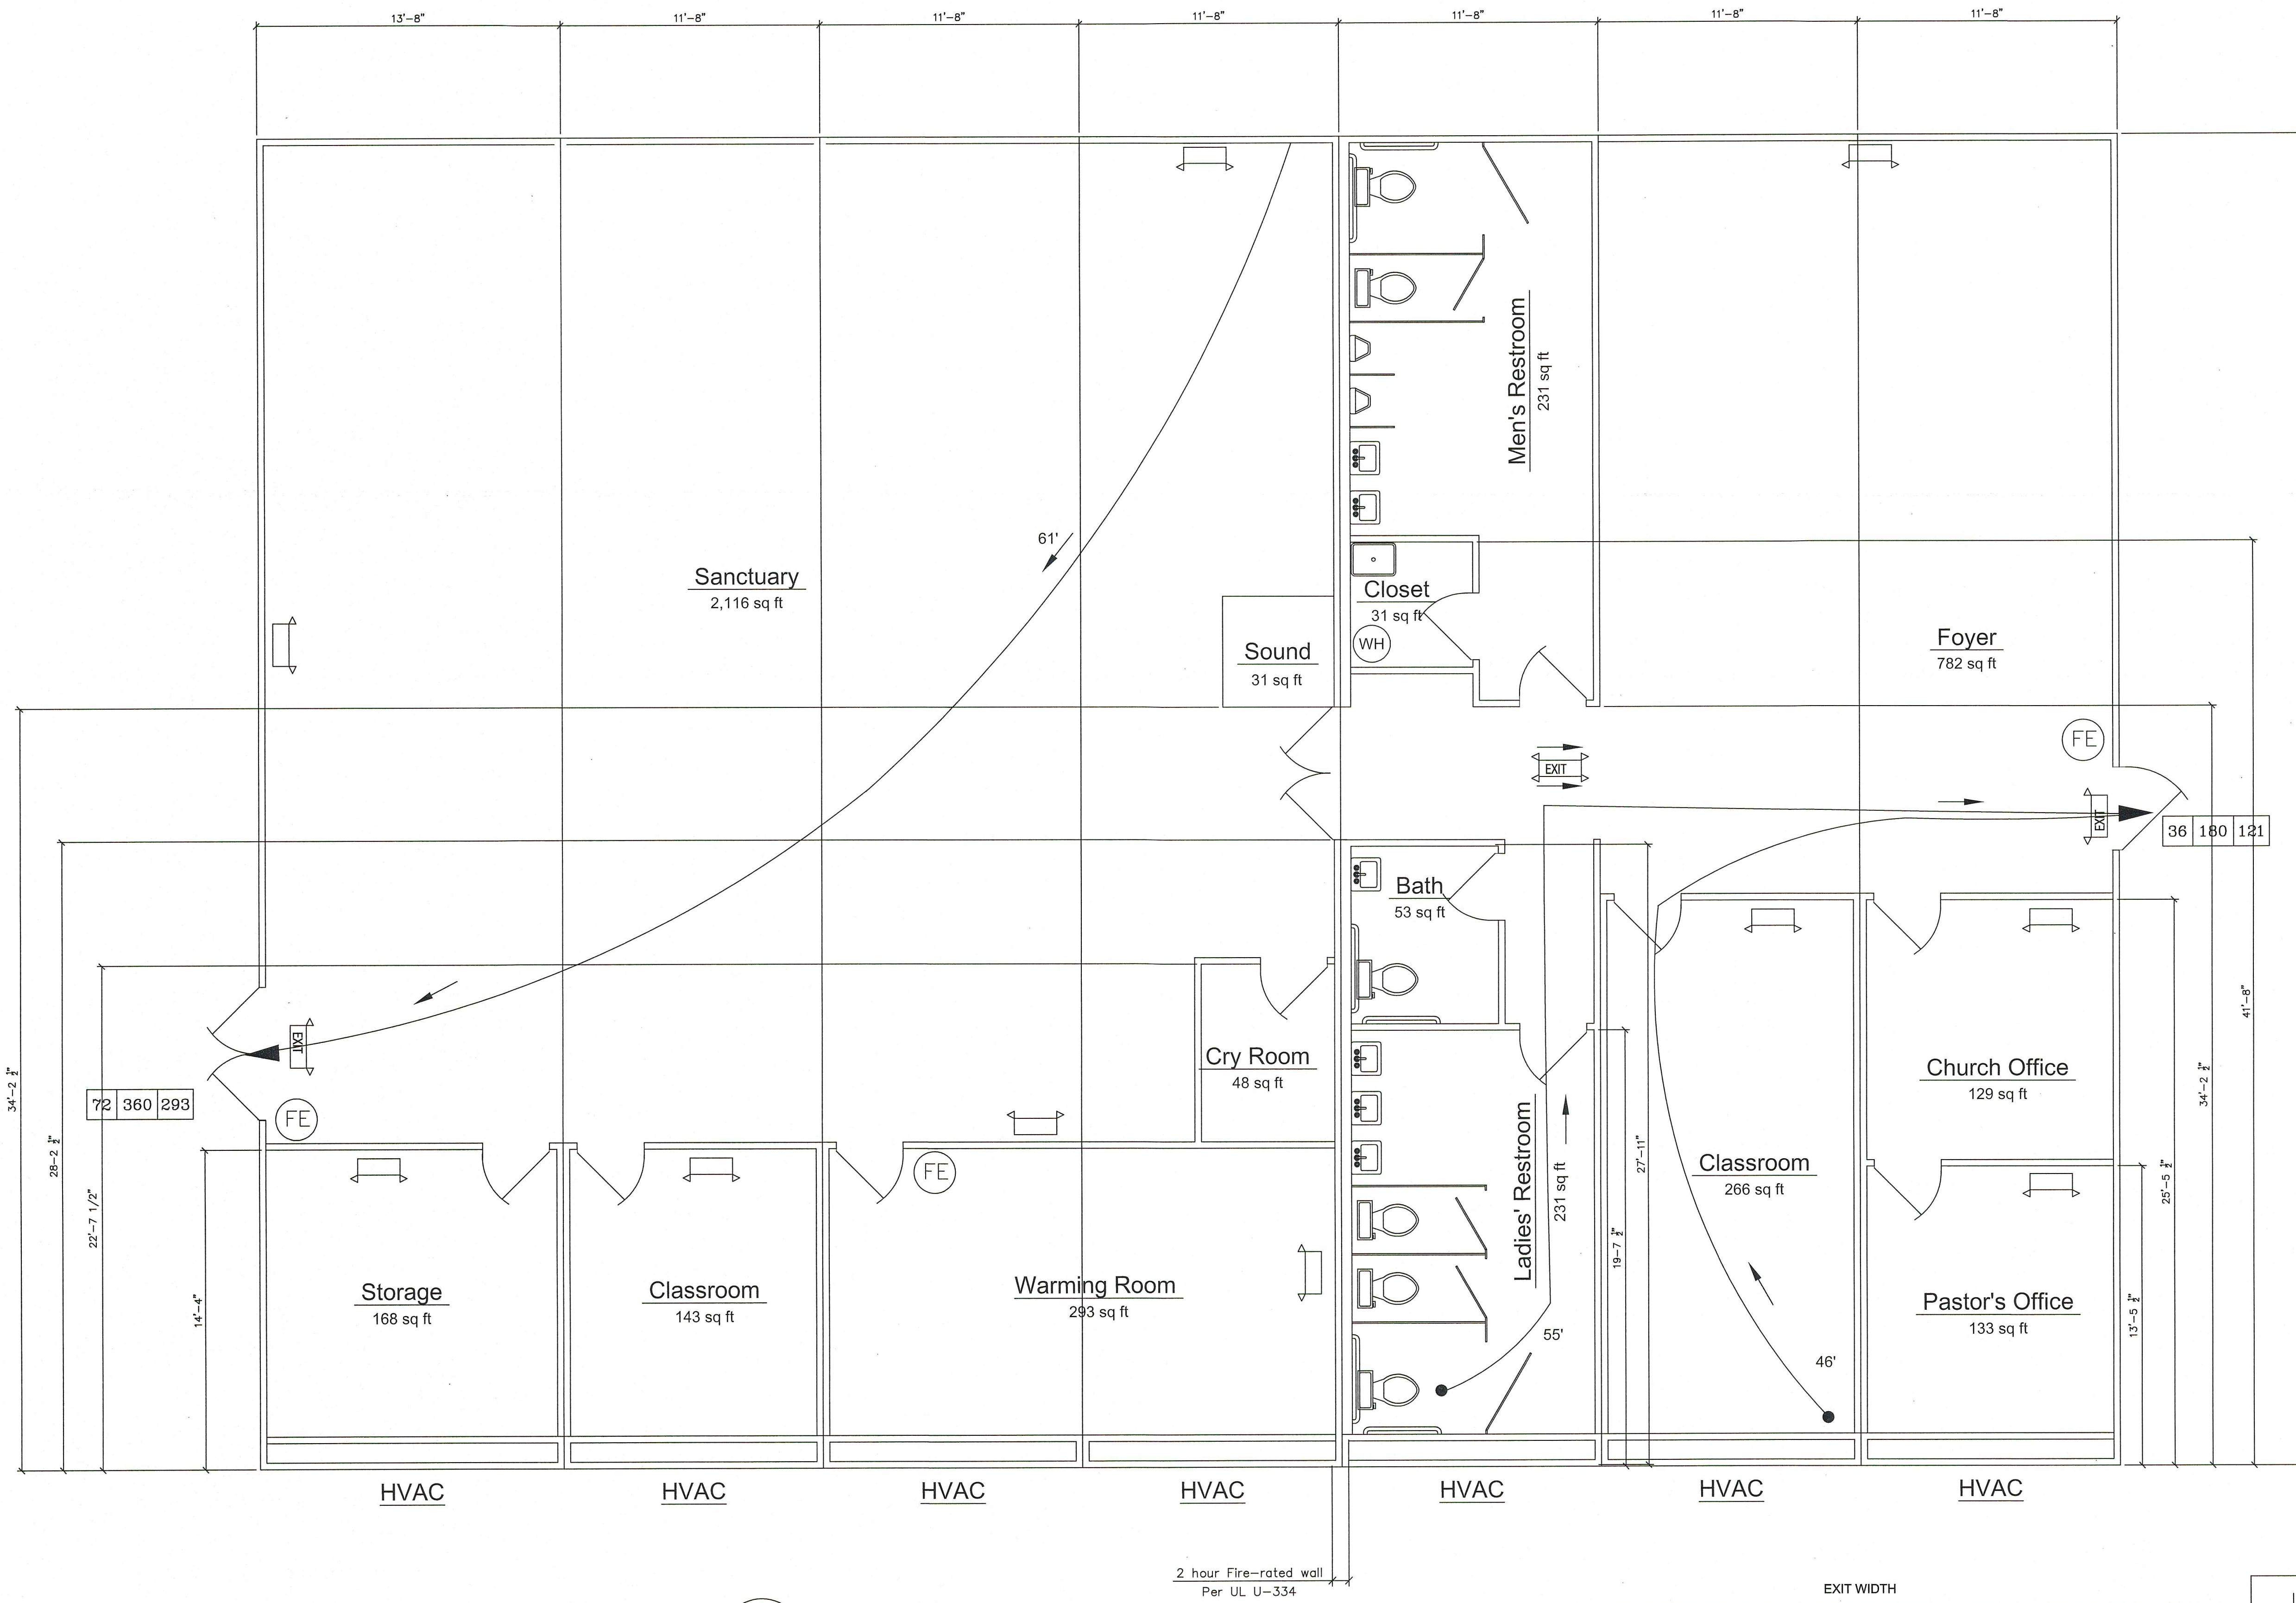 13'-8"
11'-8"
11'-8"
11'-8"
11'-8"
11'-8"
11'-8"
Men's Restroom
231 sq ft
61'
Sanctuary
2,116 sq ft
Sound
31 sq ft
Closet
31 sq ft
WH
Foyer
782 sq ft
FE
EXIT
EXIT
36 180 121
Bath
53 sq ft
EXIT
72 360 293
FE
Cry Room
48 sq ft
Church Office
129 sq ft
FE
Ladies' Restroom
231 sq ft
Classroom
266 sq ft
Storage
168 sq ft
Classroom
143 sq ft
Warming Room
293 sq ft
Pastor's Office
133 sq ft
55'
46'
34'-2 1/2"
28-2 1/2"
22'-7 1/2"
14'-4"
19-7 1/2"
27'-11"
13'-5 1/2"
25'-5 1/2"
34'-2 1/2"
41'-8"
HVAC
HVAC
HVAC
HVAC
HVAC
HVAC
HVAC
2 hour Fire-rated wall
Per UL U-334
EXIT WIDTH